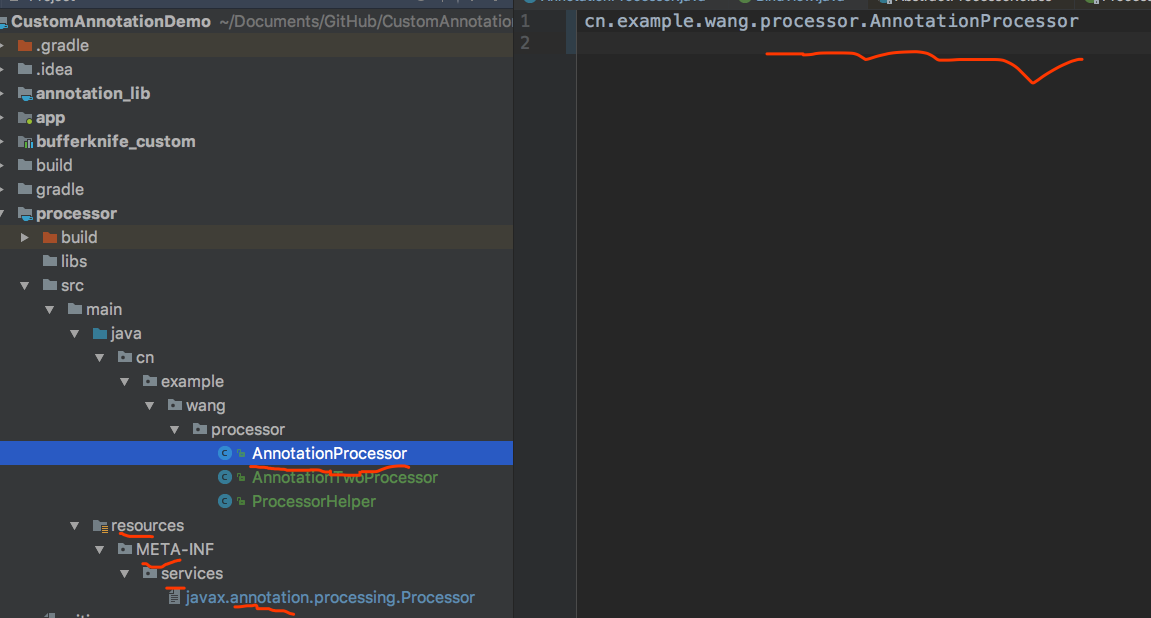 CustomAnnotationDemo ~/Documents/GitHub/CustomAnnotatio
.gradle
.idea
annotation_lib
app
bufferknife_custom
build
gradle
processor
build
libs
src
main
java
cn
example
wang
processor
AnnotationProcessor
AnnotationTwoProcessor
ProcessorHelper
resources
META-INF
services
javax.annotation.processing.Processor
1 cn.example.wang.processor.AnnotationProcessor
2